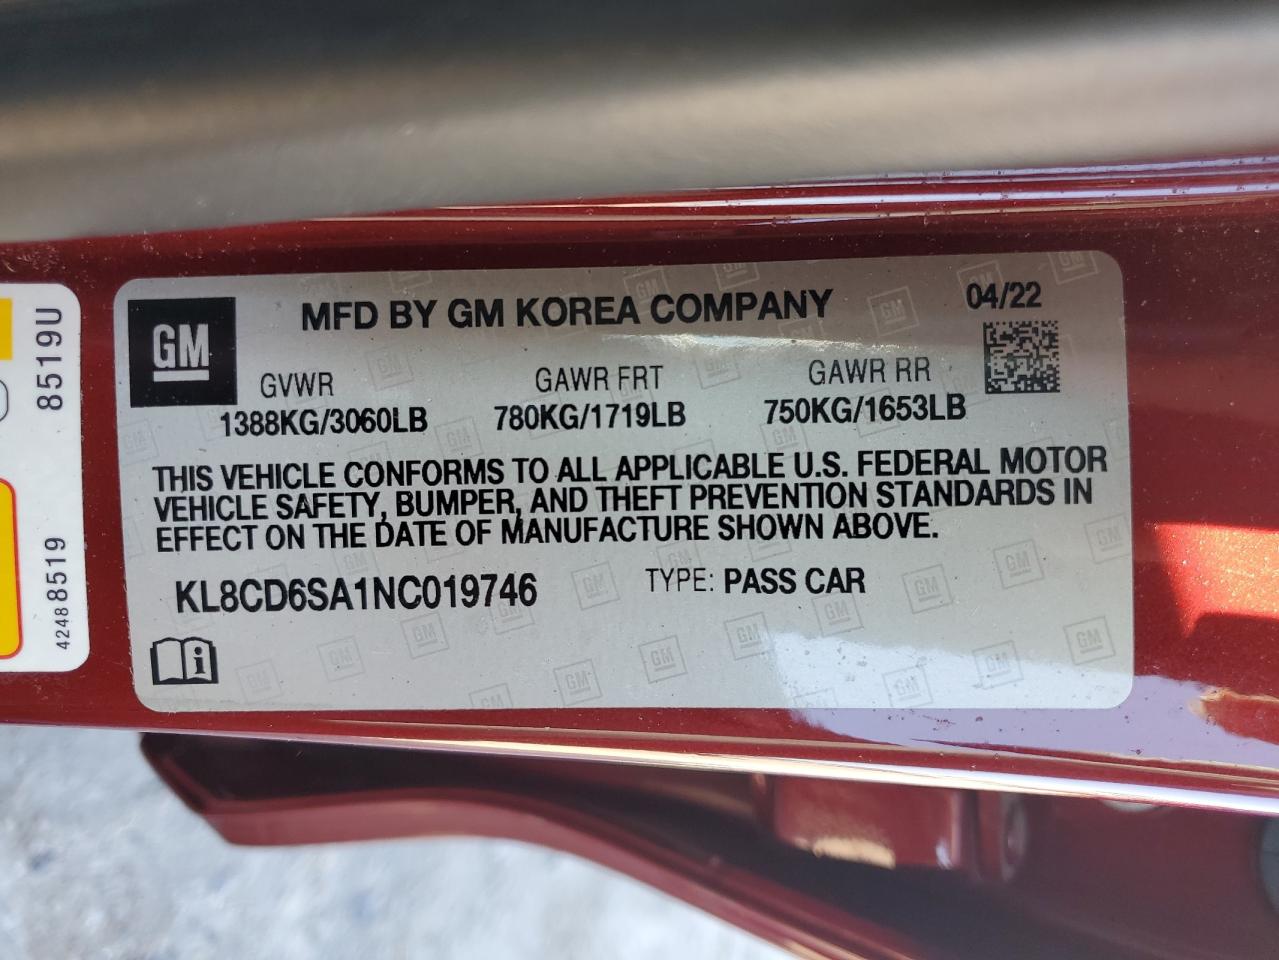 GM
MFD BY GM KOREA COMPANY
04/22
GVWR
GAWR FRT
GAWR RR
1388KG/3060LB
780KG/1719LB
750KG/1653LB
THIS VEHICLE CONFORMS TO ALL APPLICABLE U.S. FEDERAL MOTOR
VEHICLE SAFETY, BUMPER, AND THEFT PREVENTION STANDARDS IN
EFFECT ON THE DATE OF MANUFACTURE SHOWN ABOVE.
KL8CD6SA1NC019746
TYPE: PASS CAR
8519U
42488519